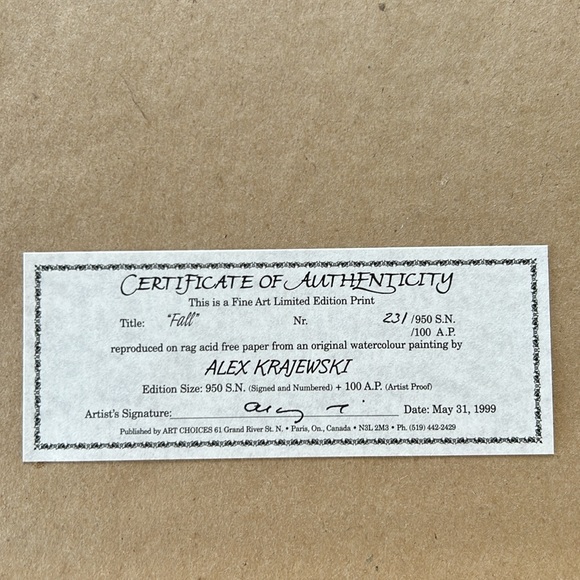 CERTIFICATE OF AUTHENTICITY
This is a Fine Art Limited Edition Print
Title: "Fall" Nr. 231 /950 S.N.
/100 A.P.
reproduced on rag acid free paper from an original watercolour painting by
ALEX KRAJEWSKI
Edition Size: 950 S.N. (Signed and Numbered) + 100 A.P. (Artist Proof)
Artist's Signature: Date: May 31, 1999
Published by ART CHOICES 61 Grand River St. N. • Paris, On., Canada • N3L 2M3 • Ph. (519) 442-2429